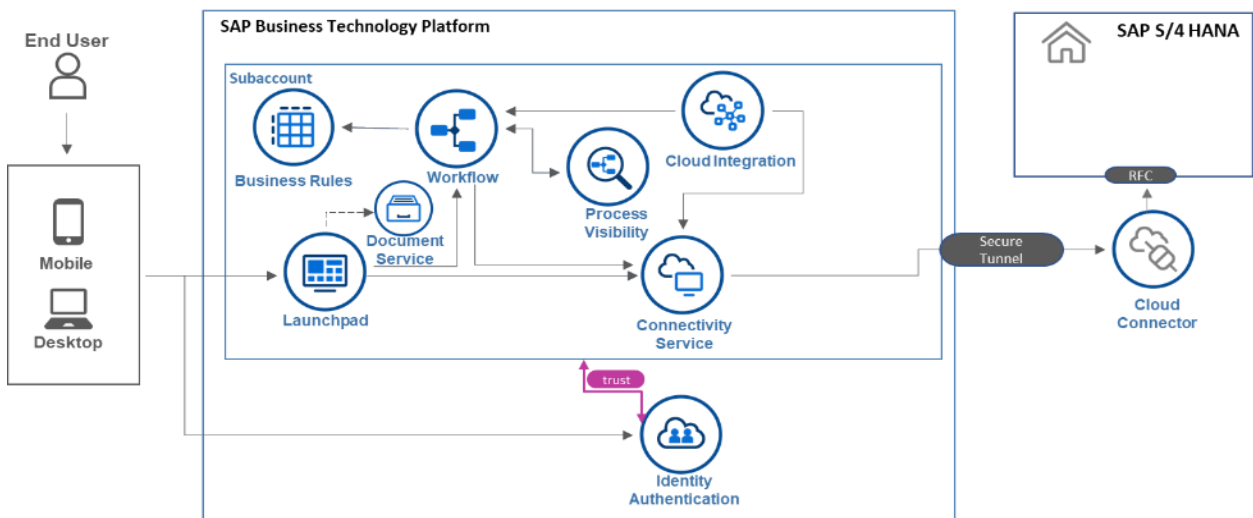 SAP Business Technology Platform
SAP S/4 HANA
End User
Subaccount
Business Rules
Workflow
Cloud Integration
Process
Visibility
Document
Service
RFC
Mobile
Desktop
Launchpad
Connectivity
Service
Secure
Tunnel
Cloud
Connector
trust
Identity
Authentication